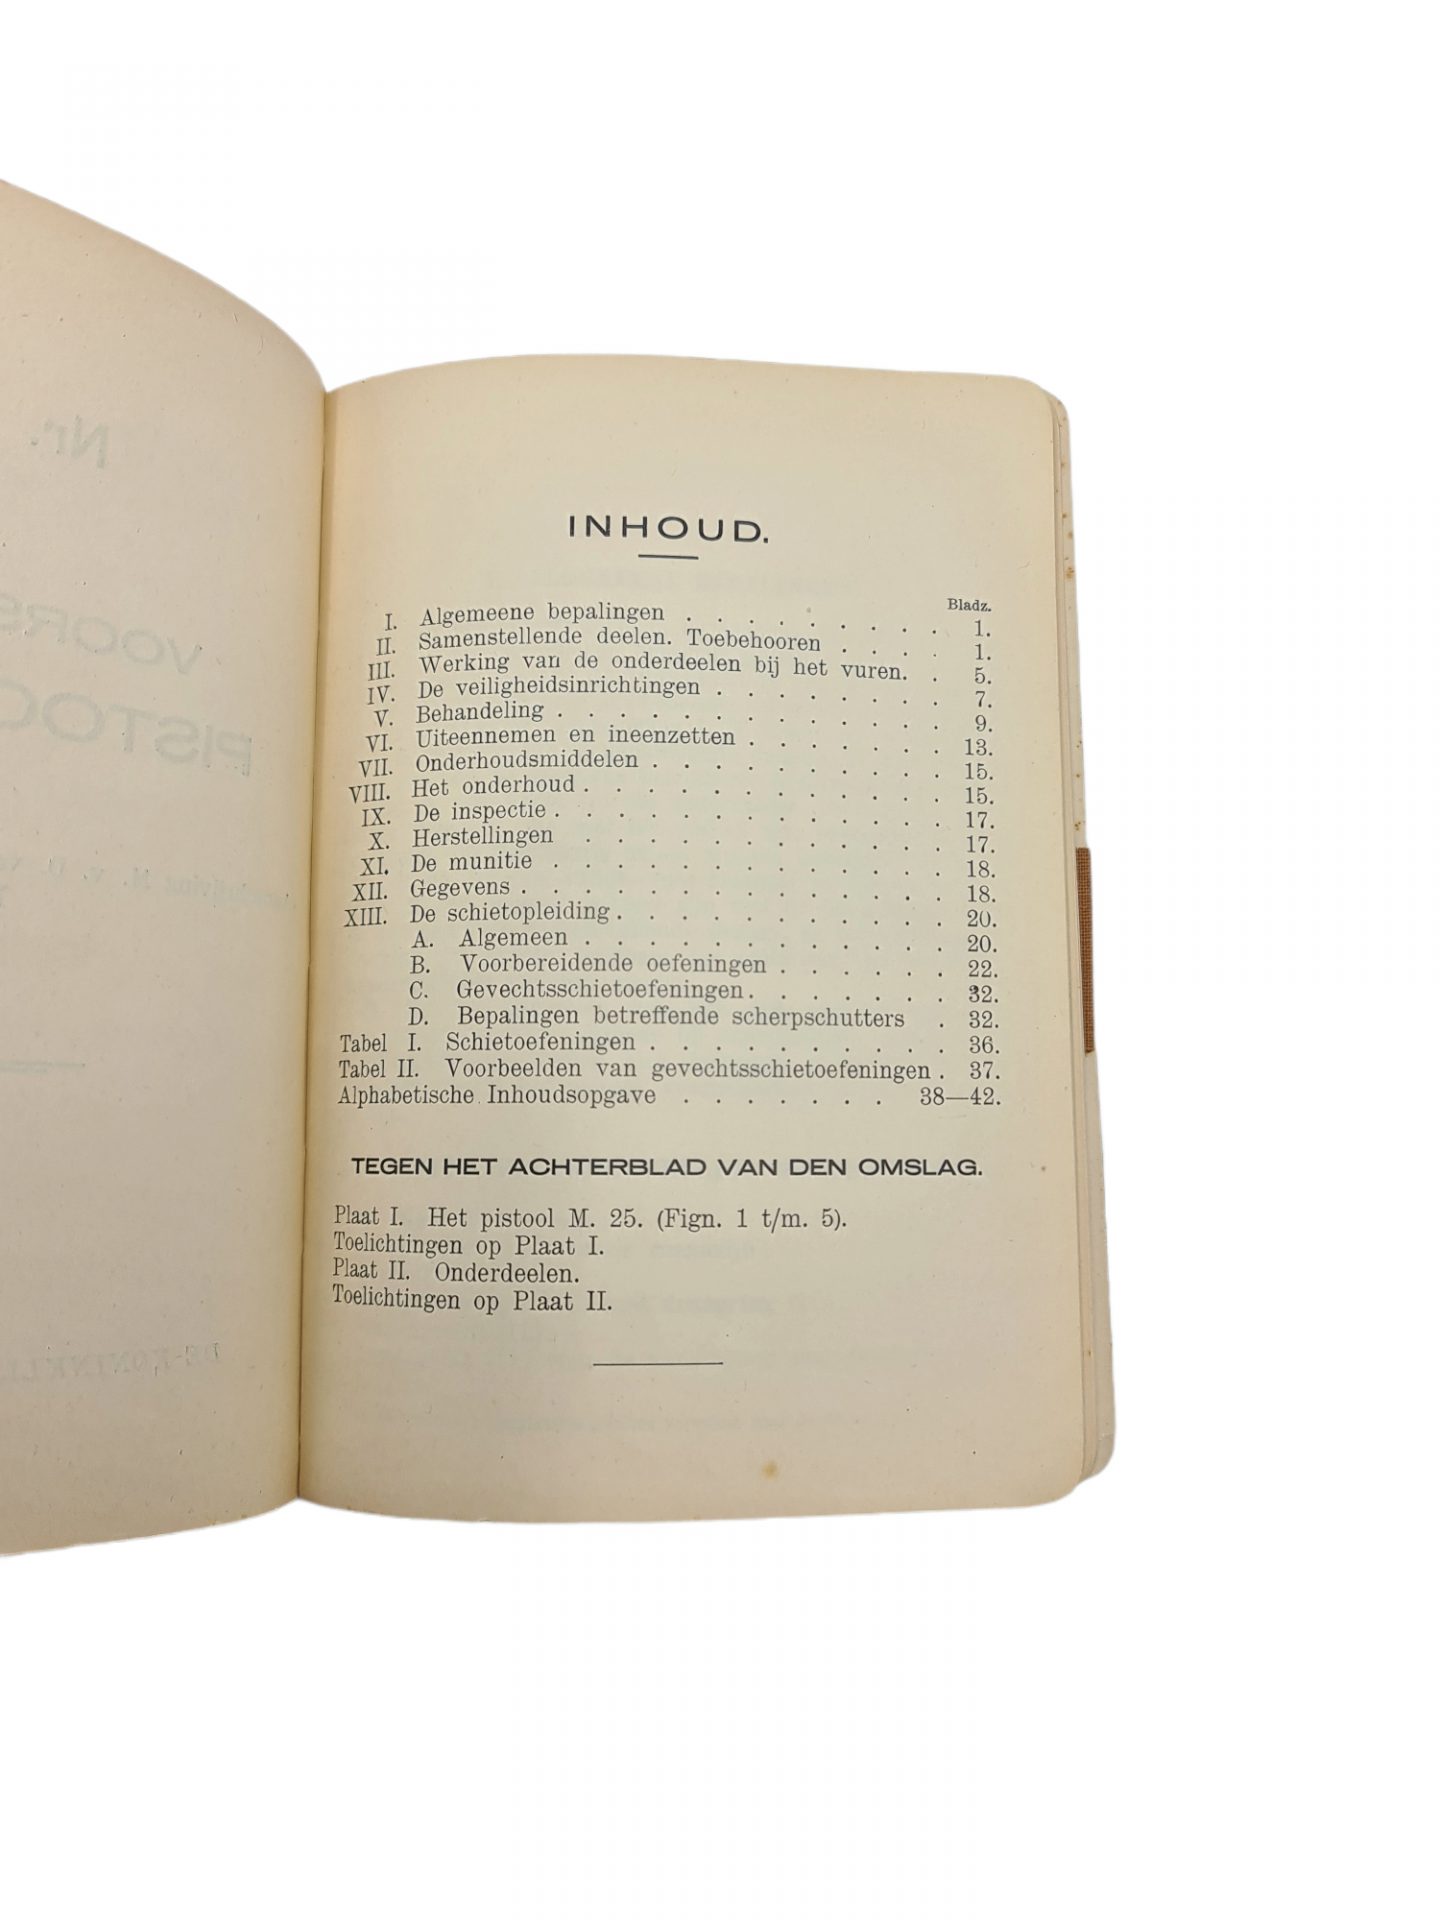 INHOUD.
Bladz.
I. Algemeene bepalingen . . . . . . . . 1.
II. Samenstellende deelen. Toebehooren . . . . 1.
III. Werking van de onderdeelen bij het vuren. . 5.
IV. De veiligheidsinrichtingen . . . . . . . 7.
V. Behandeling . . . . . . . . . . . . 9.
VI. Uiteennemen en ineenzetten . . . . . . 13.
VII. Onderhoudsmiddelen . . . . . . . . . 15.
VIII. Het onderhoud . . . . . . . . . . . 15.
IX. De inspectie . . . . . . . . . . . . 17.
X. Herstellingen . . . . . . . . . . . 17.
XI. De munitie . . . . . . . . . . . . 18.
XII. Gegevens . . . . . . . . . . . . . 18.
XIII. De schietopleiding . . . . . . . . . . 20.
A. Algemeen . . . . . . . . . . . 20.
B. Voorbereidende oefeningen . . . . . 22.
C. Gevechtsschietoefeningen . . . . . . 32.
D. Bepalingen betreffende scherpschutters . 32.
Tabel I. Schietoefeningen . . . . . . . . . 36.
Tabel II. Voorbeelden van gevechtsschietoefeningen . 37.
Alphabetische Inhoudsopgave . . . . . . . 38—42.
TEGEN HET ACHTERBLAD VAN DEN OMSLAG.
Plaat I. Het pistool M. 25. (Fign. 1 t/m. 5).
Toelichtingen op Plaat I.
Plaat II. Onderdeelen.
Toelichtingen op Plaat II.